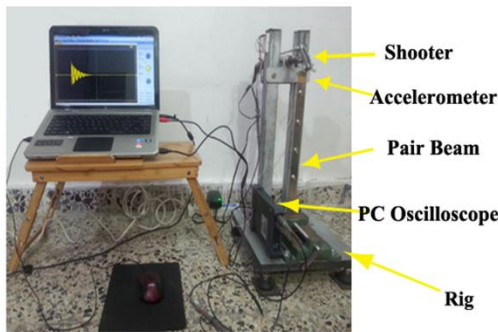 Shooter
Accelerometer
Pair Beam
PC Oscilloscope
Rig